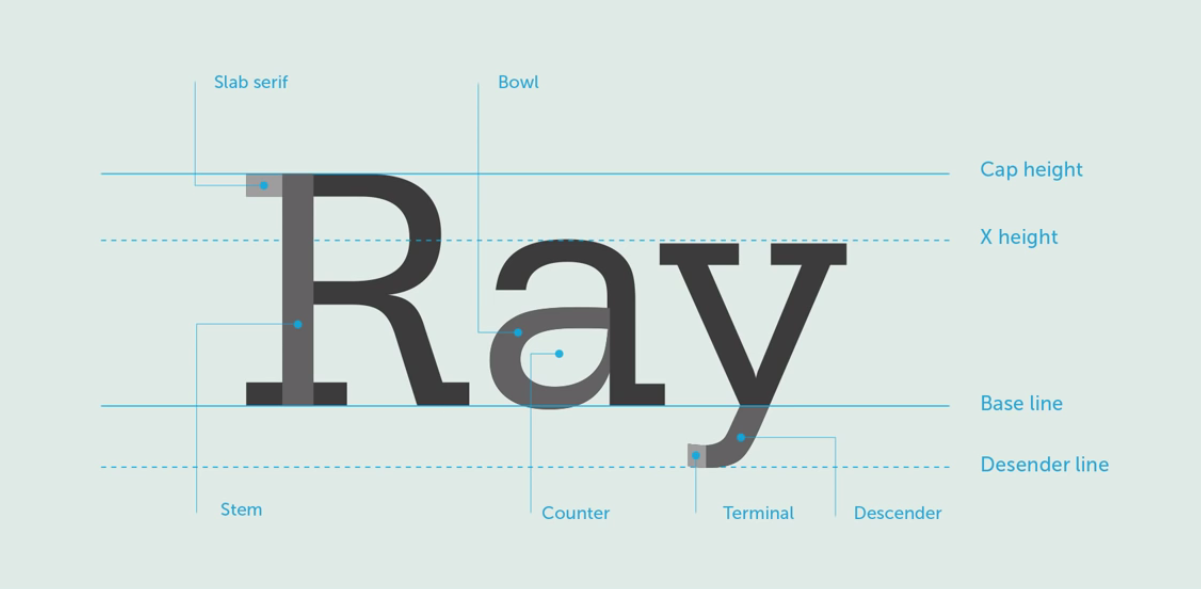 Slab serif
Bowl
Cap height
X height
Ray
Base line
Desender line
Stem
Counter
Terminal
Descender